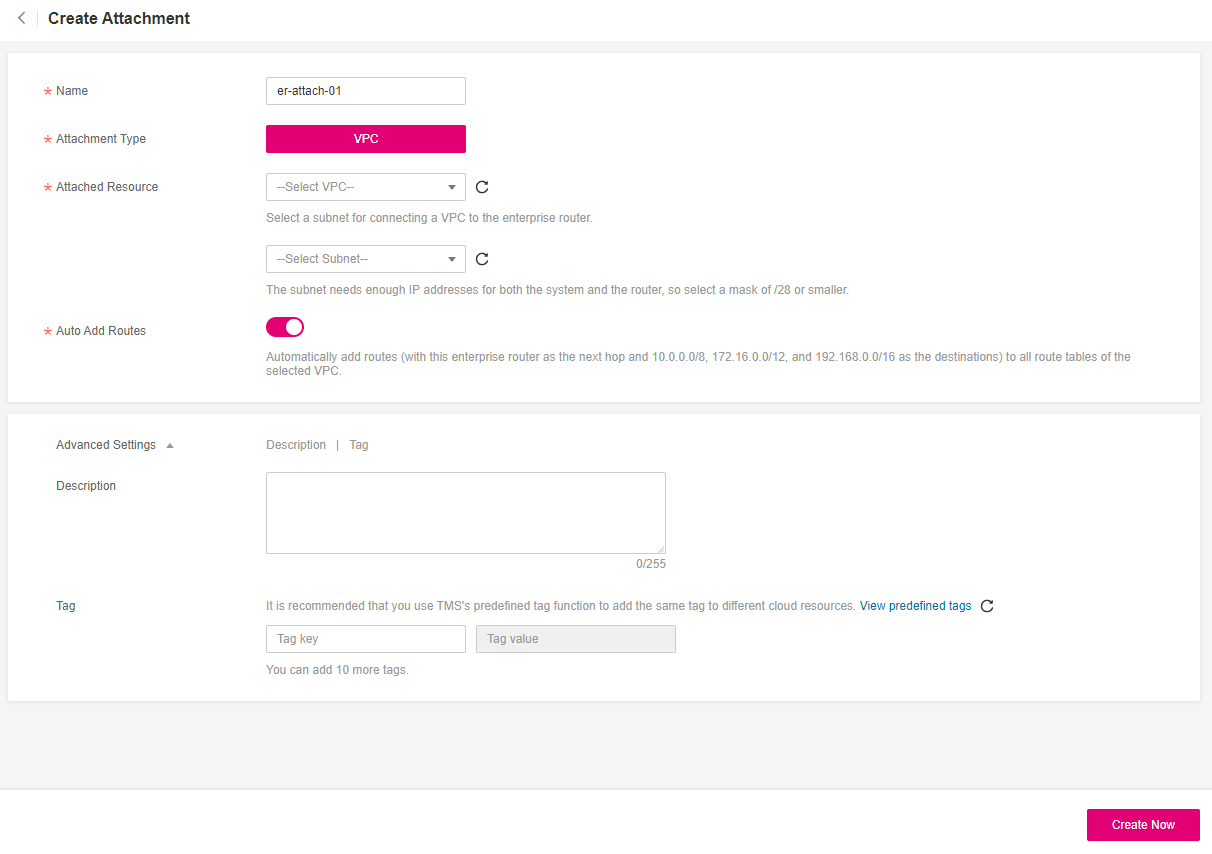 Create Attachment
* Name
er-attach-01
* Attachment Type
VPC
* Attached Resource
--Select VPC--
Select a subnet for connecting a VPC to the enterprise router.
--Select Subnet--
The subnet needs enough IP addresses for both the system and the router, so select a mask of /28 or smaller.
* Auto Add Routes
Automatically add routes (with this enterprise router as the next hop and 10.0.0.0/8, 172.16.0.0/12, and 192.168.0.0/16 as the destinations) to all route tables of the
selected VPC.
Advanced Settings
Description | Tag
Description
0/255
Tag
It is recommended that you use TMS's predefined tag function to add the same tag to different cloud resources. View predefined tags
Tag key
Tag value
You can add 10 more tags.
Create Now